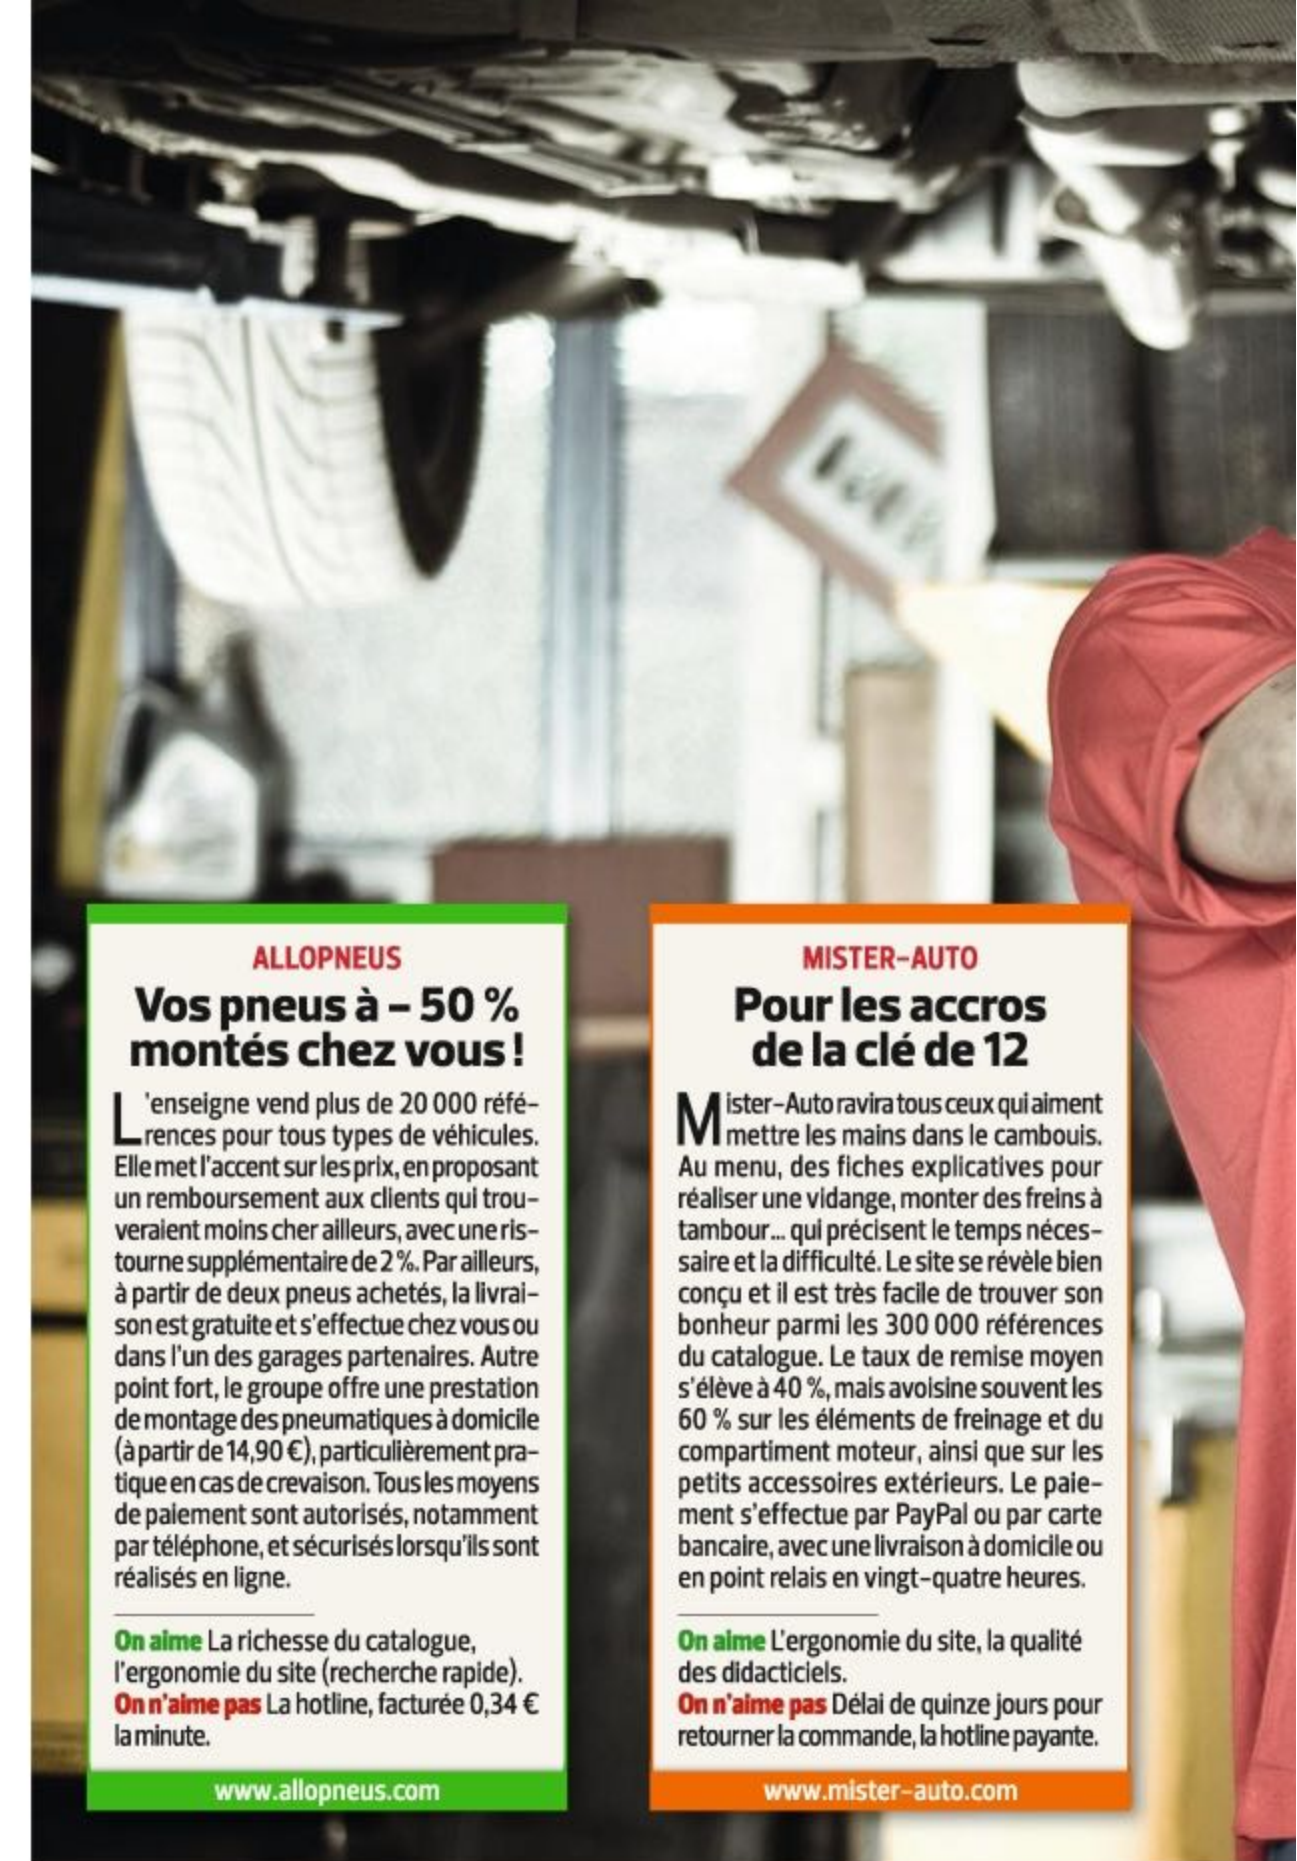 ALLOPNEUS
Vos pneus à – 50 %
montés chez vous !
L'enseigne vend plus de 20 000 réfé-
rences pour tous types de véhicules.
Elle met l'accent sur les prix, en proposant
un remboursement aux clients qui trou-
veraient moins cher ailleurs, avec une ris-
tourne supplémentaire de 2 %. Par ailleurs,
à partir de deux pneus achetés, la livrai-
son est gratuite et s'effectue chez vous ou
dans l'un des garages partenaires. Autre
point fort, le groupe offre une prestation
de montage des pneumatiques à domicile
(à partir de 14,90 €), particulièrement pra-
tique en cas de crevaison. Tous les moyens
de paiement sont autorisés, notamment
par téléphone, et sécurisés lorsqu'ils sont
réalisés en ligne.
On aime La richesse du catalogue,
l'ergonomie du site (recherche rapide).
On n'aime pas La hotline, facturée 0,34 €
la minute.
www.allopneus.com
MISTER-AUTO
Pour les accros
de la clé de 12
Mister-Auto ravira tous ceux qui aiment
mettre les mains dans le cambouis.
Au menu, des fiches explicatives pour
réaliser une vidange, monter des freins à
tambour... qui précisent le temps néces-
saire et la difficulté. Le site se révèle bien
conçu et il est très facile de trouver son
bonheur parmi les 300 000 références
du catalogue. Le taux de remise moyen
s'élève à 40 %, mais avoisine souvent les
60 % sur les éléments de freinage et du
compartiment moteur, ainsi que sur les
petits accessoires extérieurs. Le paie-
ment s'effectue par PayPal ou par carte
bancaire, avec une livraison à domicile ou
en point relais en vingt-quatre heures.
On aime L'ergonomie du site, la qualité
des didacticiels.
On n'aime pas Délai de quinze jours pour
retourner la commande, la hotline payante.
www.mister-auto.com